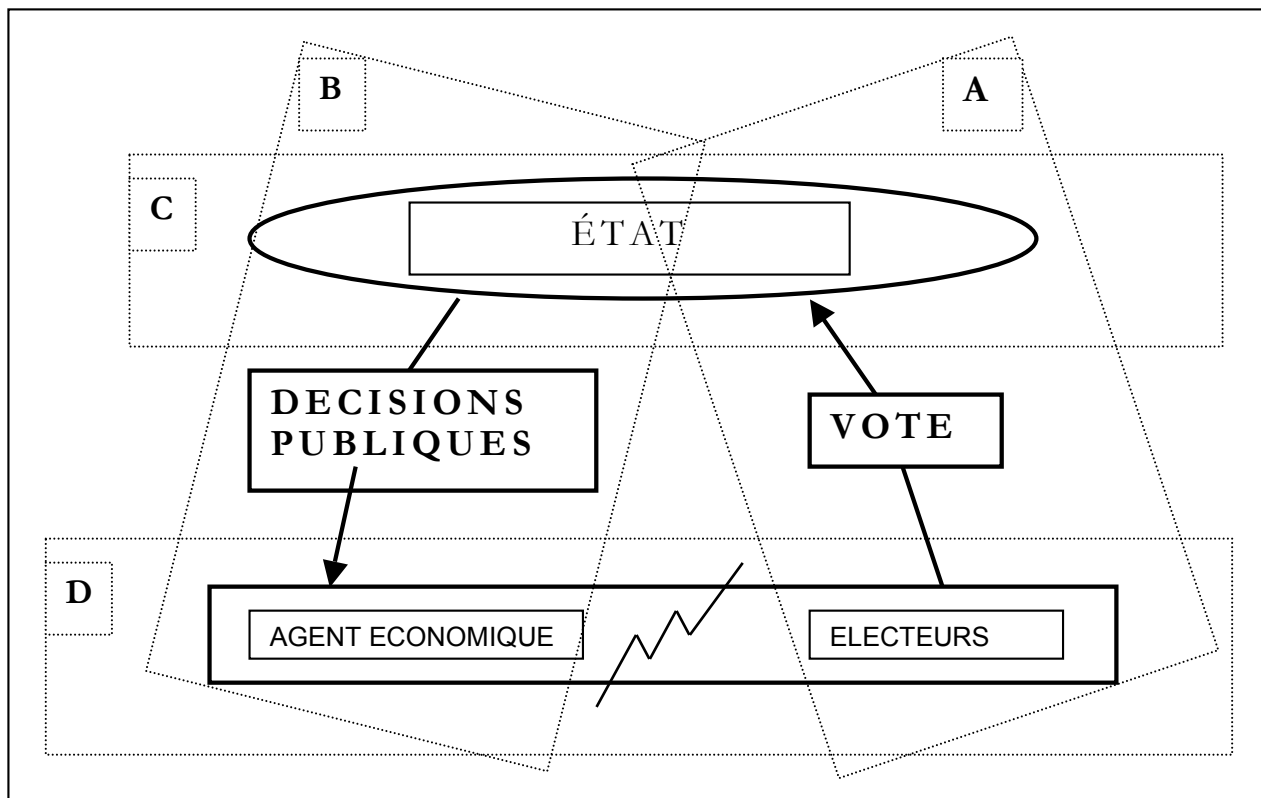 B
A
C
ÉTAT
DECISIONS
PUBLIQUES
VOTE
D
AGENT ECONOMIQUE
ELECTEURS